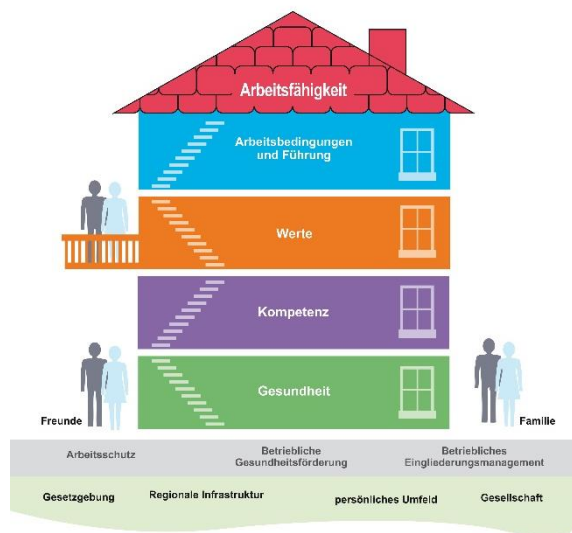 Arbeitsfähigkeit
Arbeitsbedingungen
und Führung
Werte
Kompetenz
Gesundheit
Freunde
Familie
Arbeitsschutz
Betriebliche
Gesundheitsförderung
Betriebliches
Eingliederungsmanagement
Gesetzgebung
Regionale Infrastruktur
persönliches Umfeld
Gesellschaft